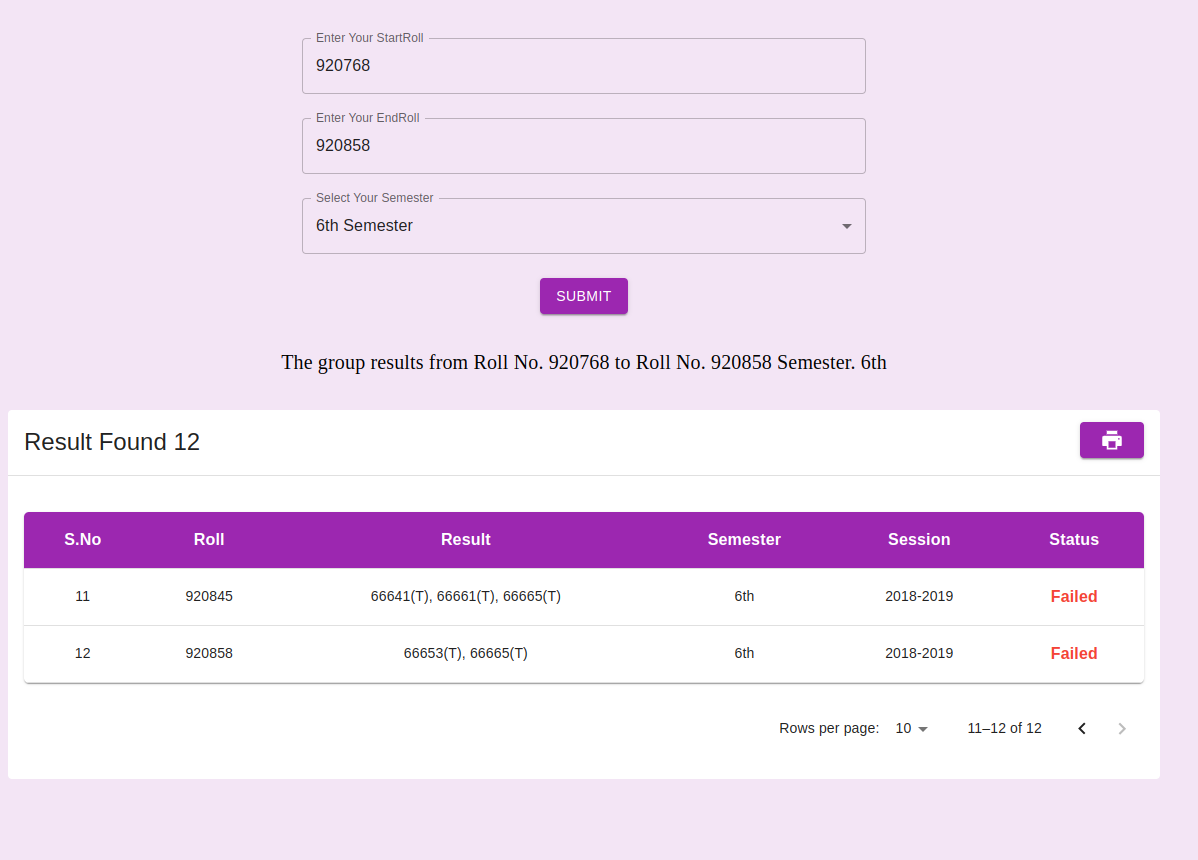 Enter Your StartRoll
920768
Enter Your EndRoll
920858
Select Your Semester
6th Semester
SUBMIT
The group results from Roll No. 920768 to Roll No. 920858 Semester. 6th
Result Found 12
S.No Roll Result Semester Session Status
11 920845 66641(T), 66661(T), 66665(T) 6th 2018-2019 Failed
12 920858 66653(T), 66665(T) 6th 2018-2019 Failed
Rows per page: 10 11–12 of 12